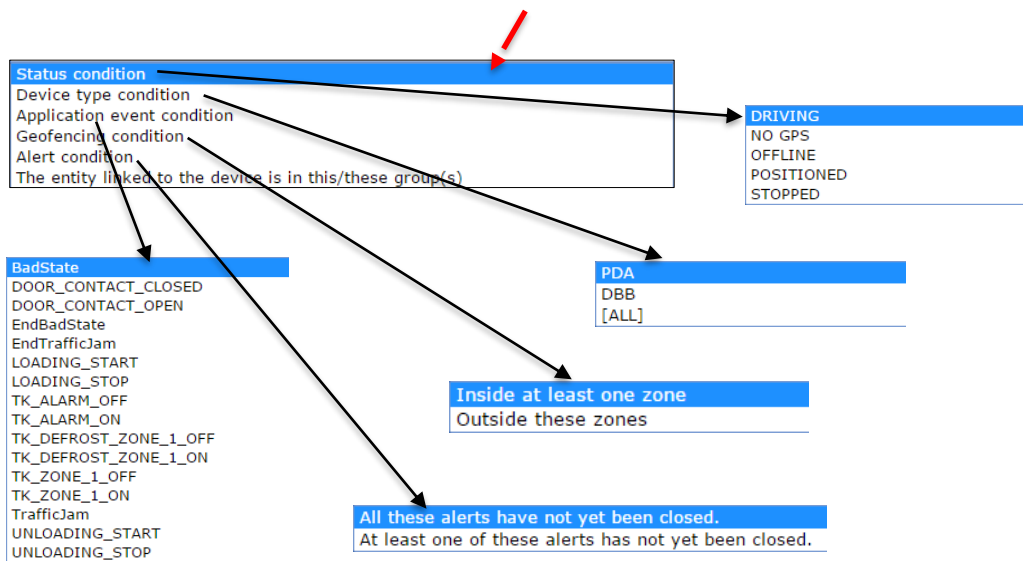 Status condition
Device type condition
Application event condition
Geofencing condition
Alert condition
The entity linked to the device is in this/these group(s)
DRIVING
NO GPS
OFFLINE
POSITIONED
STOPPED
BadState
DOOR_CONTACT_CLOSED
DOOR_CONTACT_OPEN
EndBadState
EndTrafficJam
LOADING_START
LOADING_STOP
TK_ALARM_OFF
TK_ALARM_ON
TK_DEFROST_ZONE_1_OFF
TK_DEFROST_ZONE_1_ON
TK_ZONE_1_OFF
TK_ZONE_1_ON
TrafficJam
UNLOADING_START
UNLOADING_STOP
PDA
DBB
[ALL]
Inside at least one zone
Outside these zones
All these alerts have not yet been closed.
At least one of these alerts has not yet been closed.